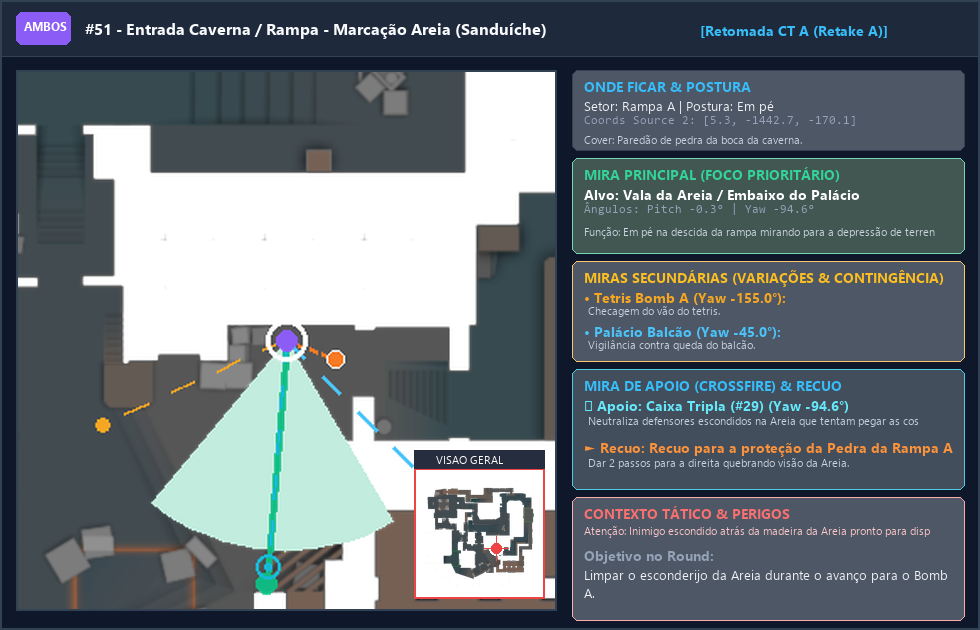 AMBOS
#51 - Entrada Caverna / Rampa - Marcação Areia (Sanduíche)
[Retomada CT A (Retake A)]
VISAO GERAL
ONDE FICAR & POSTURA
Setor: Rampa A | Postura: Em pé
Coords Source 2: [5.3, -1442.7, -170.1]
Cover: Paredão de pedra da boca da caverna.
MIRA PRINCIPAL (FOCO PRIORITÁRIO)
Alvo: Vala da Areia / Embaixo do Palácio
Ângulos: Pitch -0.3° | Yaw -94.6°
Função: Em pé na descida da rampa mirando para a depressão de terren
MIRAS SECUNDÁRIAS (VARIAÇÕES & CONTINGÊNCIA)
• Tetris Bomb A (Yaw -155.0°):
Checagem do vão do tetris.
• Palácio Balcão (Yaw -45.0°):
Vigilância contra queda do balcão.
MIRA DE APOIO (CROSSFIRE) & RECUO
Apoio: Caixa Tripla (#29) (Yaw -94.6°)
Neutraliza defensores escondidos na Areia que tentam pegar as cos
► Recuo: Recuo para a proteção da Pedra da Rampa A
Dar 2 passos para a direita quebrando visão da Areia.
CONTEXTO TÁTICO & PERIGOS
Atenção: Inimigo escondido atrás da madeira da Areia pronto para disp
Objetivo no Round:
Limpar o esconderijo da Areia durante o avanço para o Bomb
A.